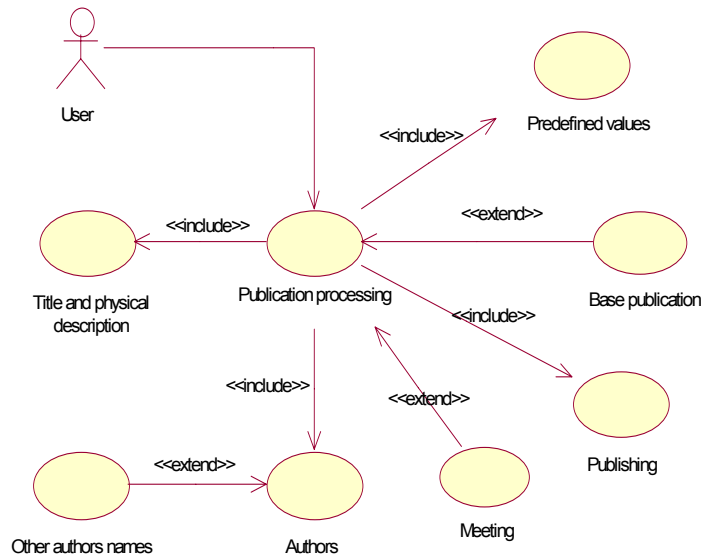 User
Predefined values
<<include>>
<<include>>
<<extend>>
Title and physical
description
Publication processing
Base publication
<<include>>
<<include>>
<<extend>>
<<extend>>
Publishing
Other authors names
Authors
Meeting